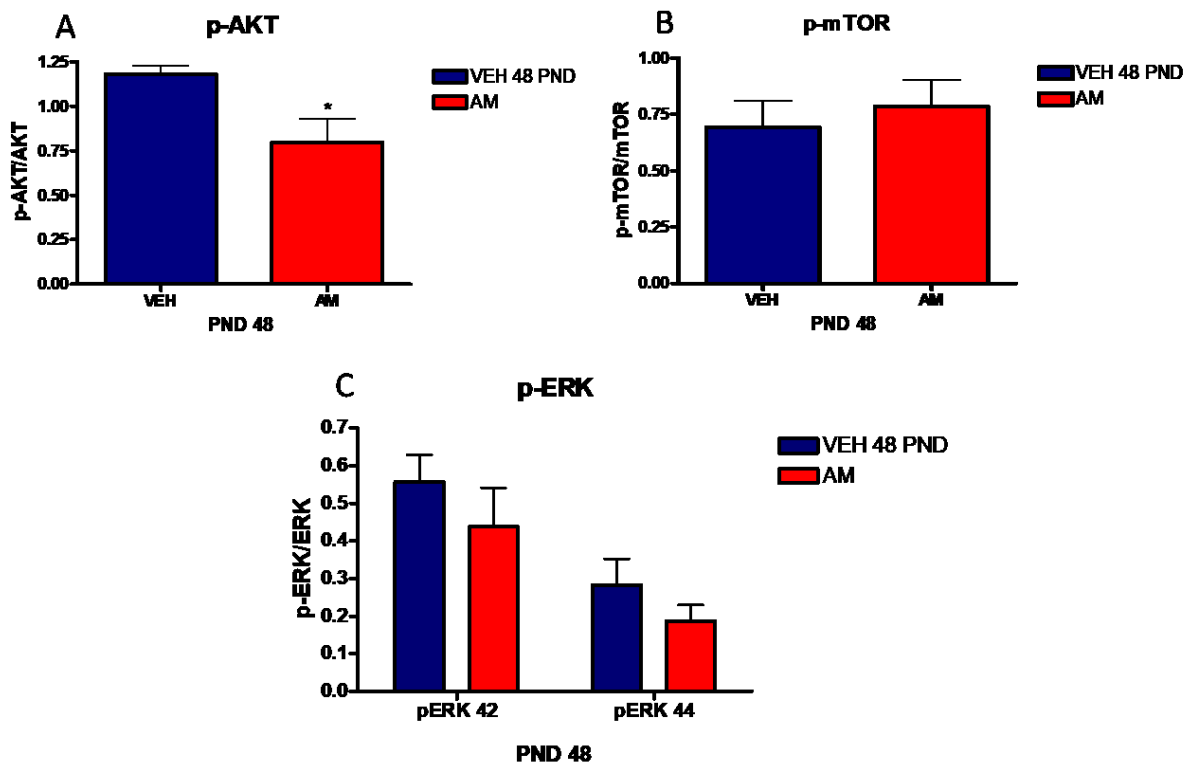 A
p-AKT
1.25
1.00
0.75
0.50
0.25
0.00
p-AKT/AKT
*
VEH
AM
PND 48
VEH 48 PND
AM
B
p-mTOR
1.00
0.75
0.50
0.25
0.00
p-mTOR/mTOR
VEH
AM
PND 48
VEH 48 PND
AM
C
p-ERK
0.7
0.6
0.5
0.4
0.3
0.2
0.1
0.0
p-ERK/ERK
pERK 42
pERK 44
PND 48
VEH 48 PND
AM